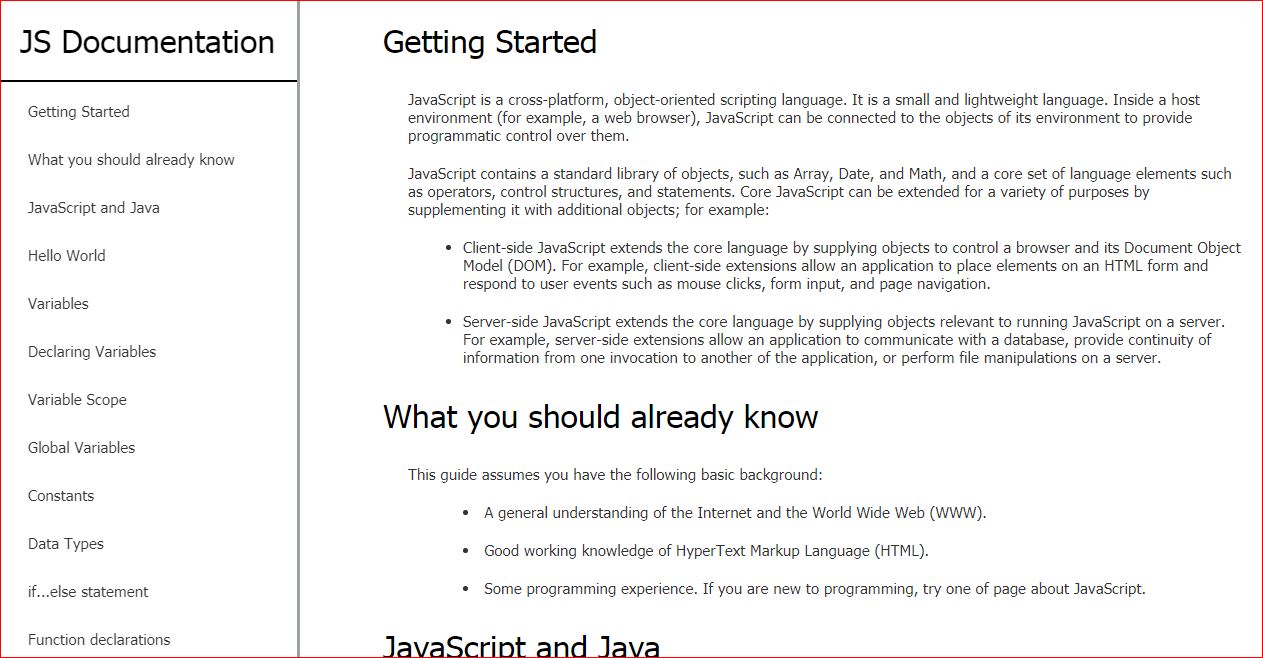 JS Documentation
Getting Started
What you should already know
JavaScript and Java
Hello World
Variables
Declaring Variables
Variable Scope
Global Variables
Constants
Data Types
if...else statement
Function declarations
Getting Started
JavaScript is a cross-platform, object-oriented scripting language. It is a small and lightweight language. Inside a host
environment (for example, a web browser), JavaScript can be connected to the objects of its environment to provide
programmatic control over them.
JavaScript contains a standard library of objects, such as Array, Date, and Math, and a core set of language elements such
as operators, control structures, and statements. Core JavaScript can be extended for a variety of purposes by
supplementing it with additional objects; for example:
• Client-side JavaScript extends the core language by supplying objects to control a browser and its Document Object
Model (DOM). For example, client-side extensions allow an application to place elements on an HTML form and
respond to user events such as mouse clicks, form input, and page navigation.
• Server-side JavaScript extends the core language by supplying objects relevant to running JavaScript on a server.
For example, server-side extensions allow an application to communicate with a database, provide continuity of
information from one invocation to another of the application, or perform file manipulations on a server.
What you should already know
This guide assumes you have the following basic background:
• A general understanding of the Internet and the World Wide Web (WWW).
• Good working knowledge of HyperText Markup Language (HTML).
• Some programming experience. If you are new to programming, try one of page about JavaScript.
JavaScript and Java